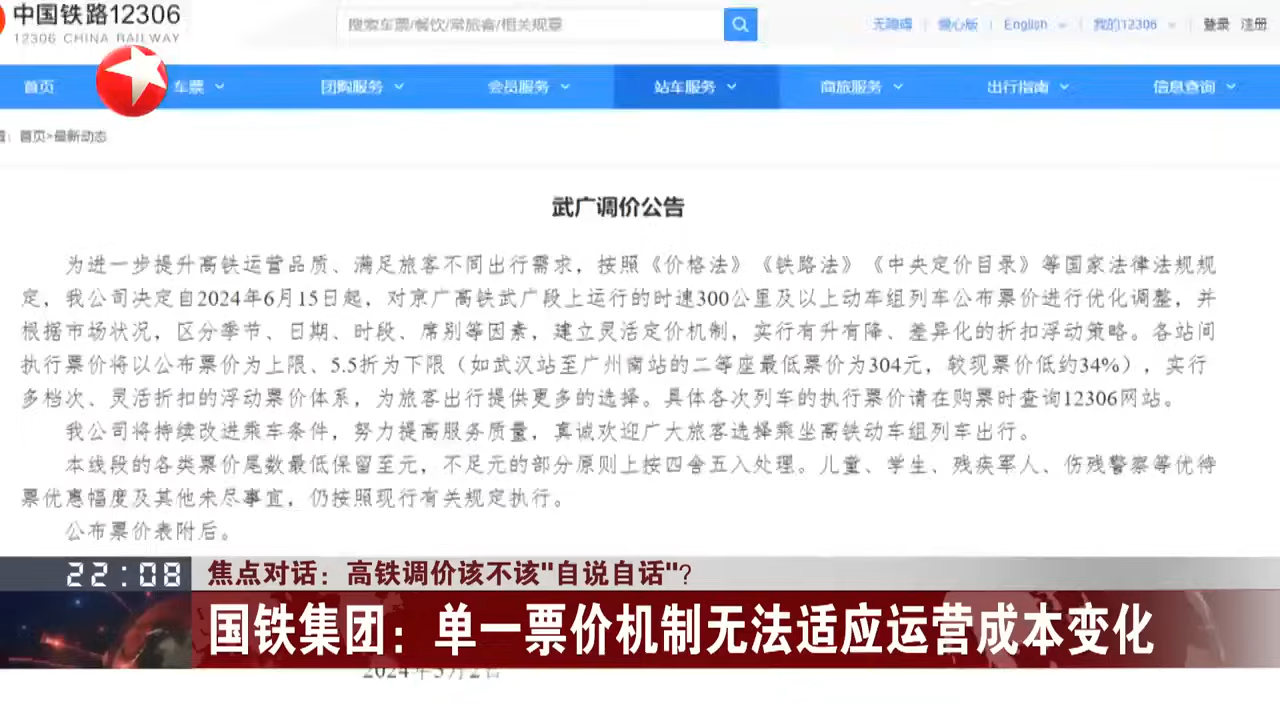 中国铁路12306
12306 CHINA RAILWAY
搜索车票/餐饮/常旅客/相关规章
无障碍 爱心版 English 我的12306 登录 注册
首页 车票 团购服务 会员服务 站车服务 商旅服务 出行指南 信息查询
首页>最新动态
武广调价公告
为进一步提升高铁运营品质、满足旅客不同出行需求，按照《价格法》《铁路法》《中央定价目录》等国家法律法规规
定，我公司决定自2024年6月15日起，对京广高铁武广段上运行的时速300公里及以上动车组列车公布票价进行优化调整，并
根据市场状况，区分季节、日期、时段、席别等因素，建立灵活定价机制，实行有升有降、差异化的折扣浮动策略。各站间
执行票价将以公布票价为上限、5.5折为下限（如武汉站至广州南站的二等座最低票价为304元，较现票价低约34%），实行
多档次、灵活折扣的浮动票价体系，为旅客出行提供更多的选择。具体各次列车的执行票价请在购票时查询12306网站。
我公司将持续改进乘车条件，努力提高服务质量，真诚欢迎广大旅客选择乘坐高铁动车组列车出行。
本线段的各类票价尾数最低保留至元，不足元的部分原则上按四舍五入处理。儿童、学生、残疾军人、伤残警察等优待
票优惠幅度及其他未尽事宜，仍按照现行有关规定执行。
公布票价表附后。
22:08 焦点对话：高铁调价该不该"自说自话"？
国铁集团：单一票价机制无法适应运营成本变化
2024年5月2日